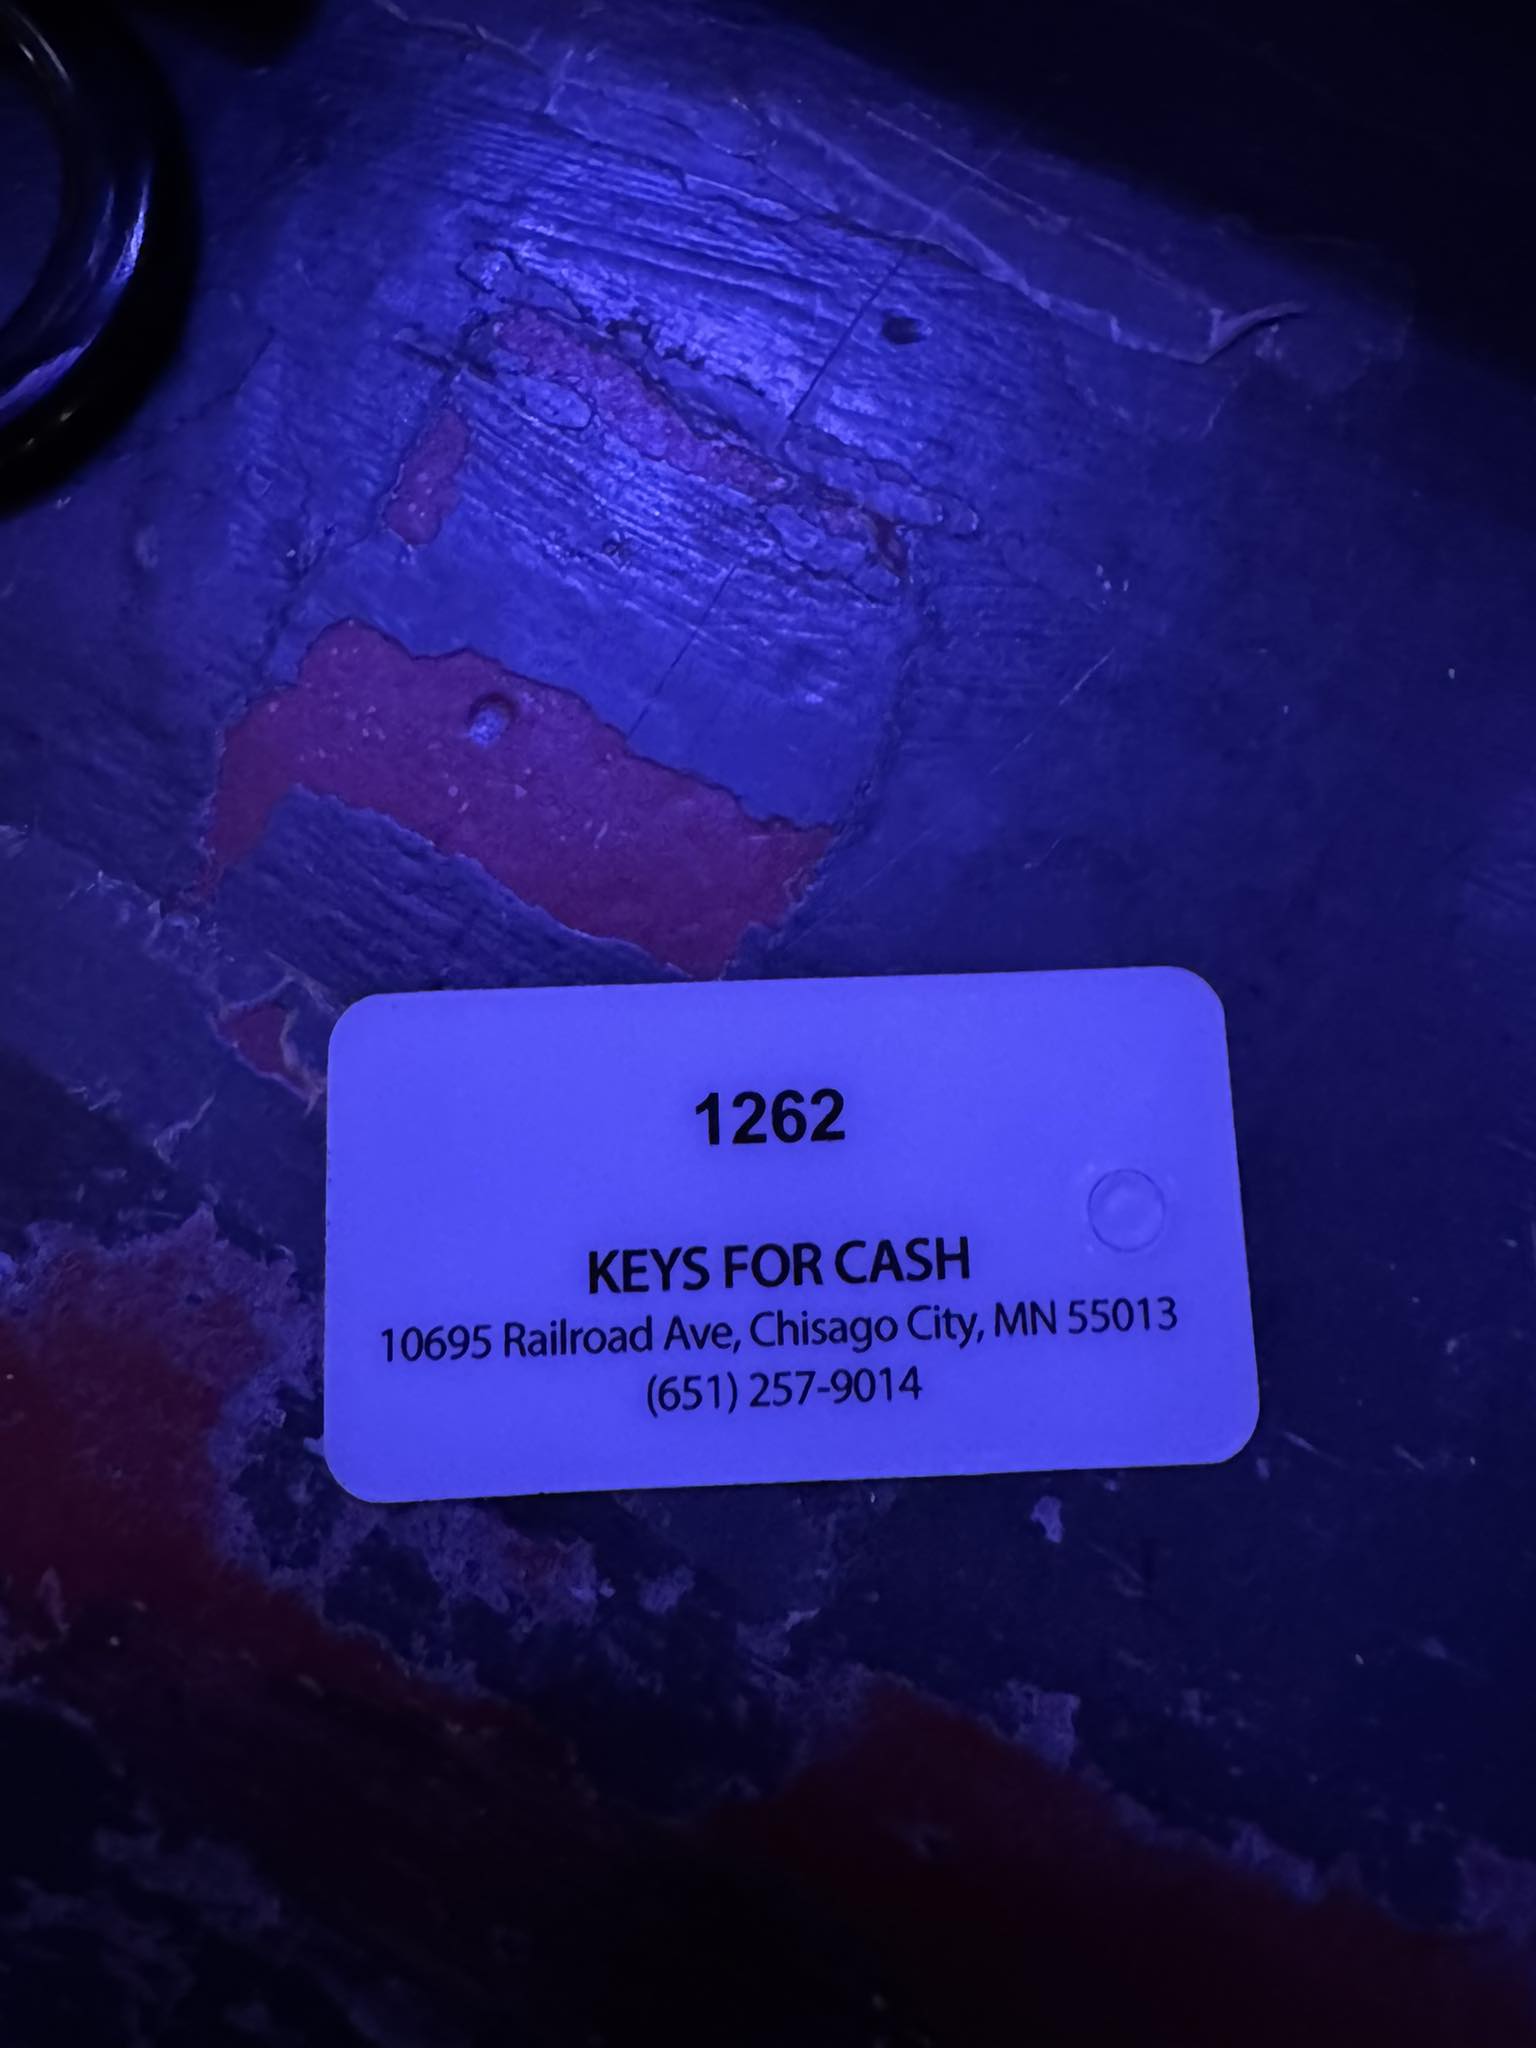 1262
KEYS FOR CASH
10695 Railroad Ave, Chisago City, MN 55013
(651) 257-9014